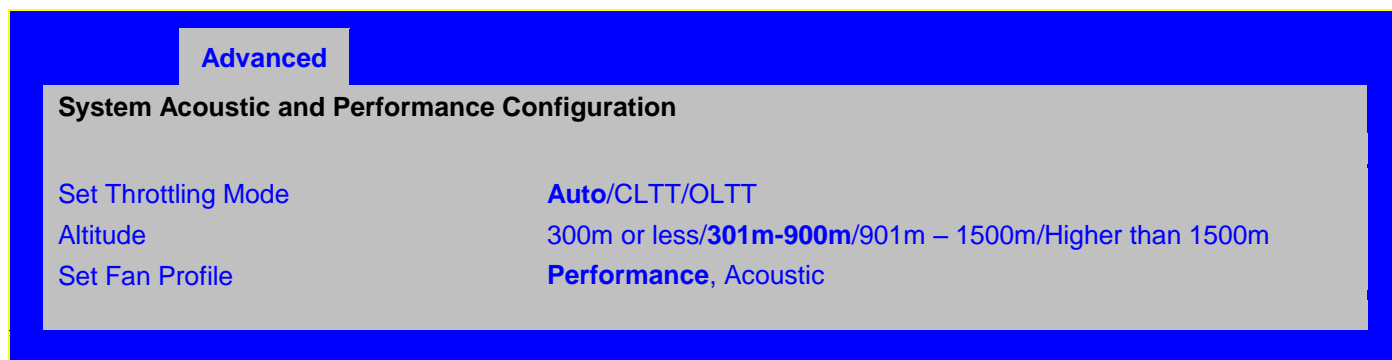 Advanced
System Acoustic and Performance Configuration
Set Throttling Mode Auto/CLTT/OLTT
Altitude 300m or less/301m-900m/901m – 1500m/Higher than 1500m
Set Fan Profile Performance, Acoustic